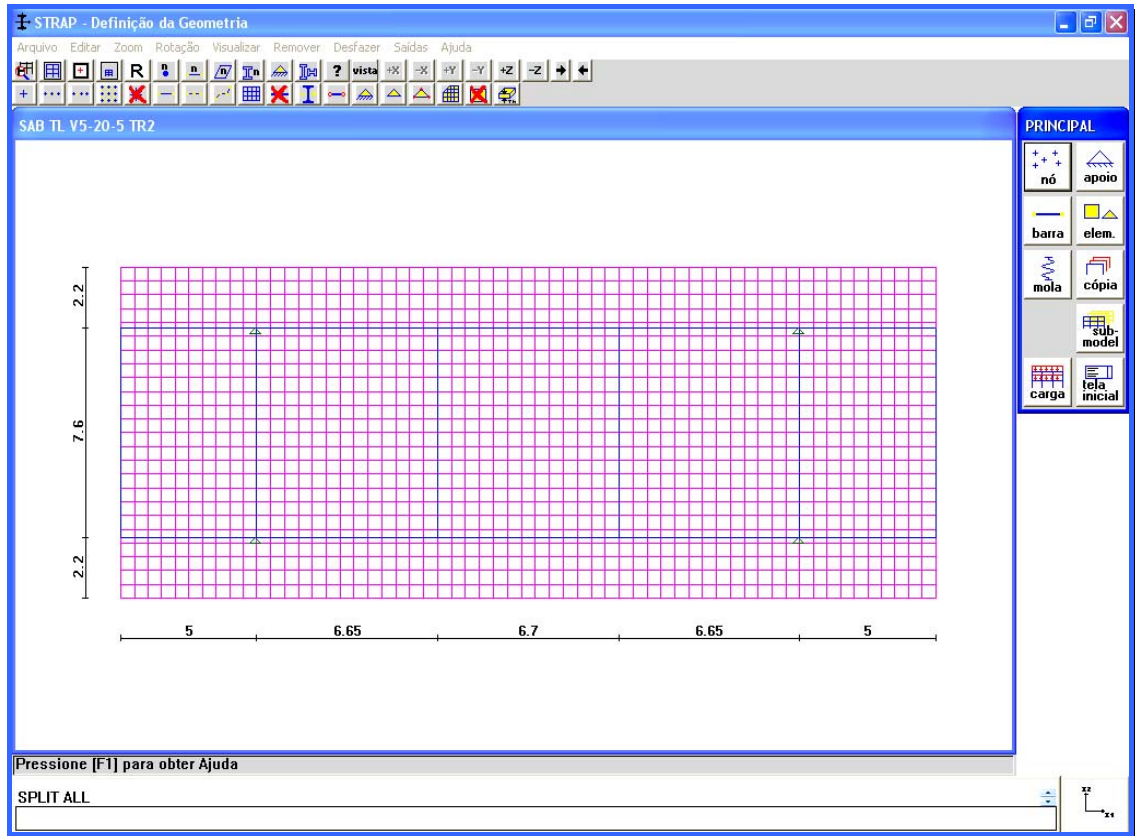 STRAP - Definição da Geometria
Arquivo Editar Zoom Rotação Visualizar Remover Desfazer Saídas Ajuda
R n n n n ? vista +X -X +Y -Y +Z -Z
SAB TL V5-20-5 TR2
PRINCIPAL
nó apoio
barra elem.
mola cópia
sub-
model
carga tela
inicial
2.2
7.6
2.2
5 6.65 6.7 6.65 5
Pressione [F1] para obter Ajuda
SPLIT ALL
X2
X1